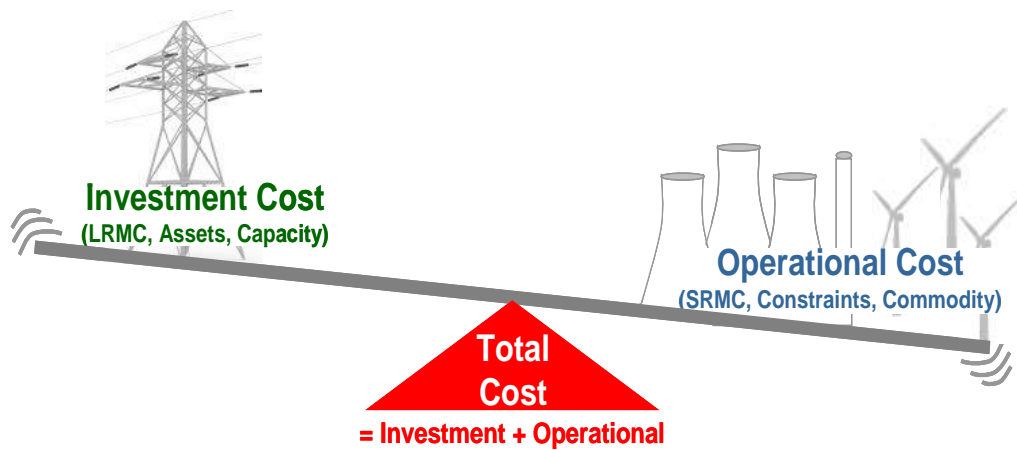 Investment Cost
(LRMC, Assets, Capacity)
Operational Cost
(SRMC, Constraints, Commodity)
Total
Cost
= Investment + Operational